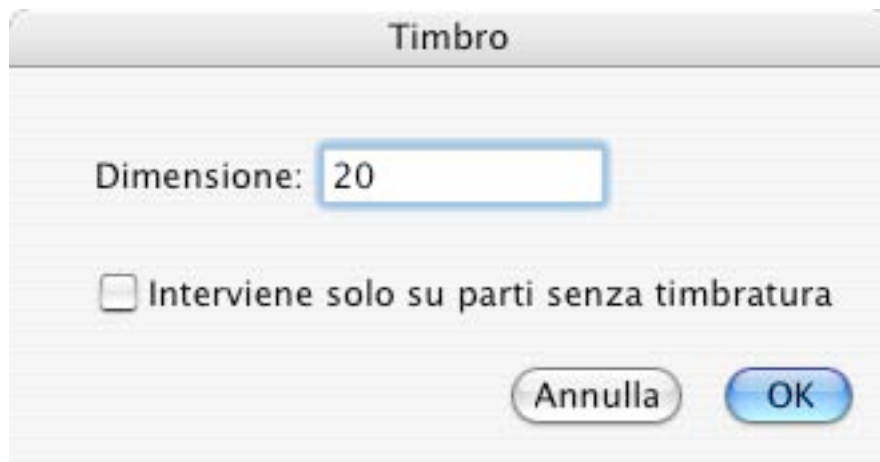 Timbro
Dimensione: 20
Interviene solo su parti senza timbratura
Annulla OK